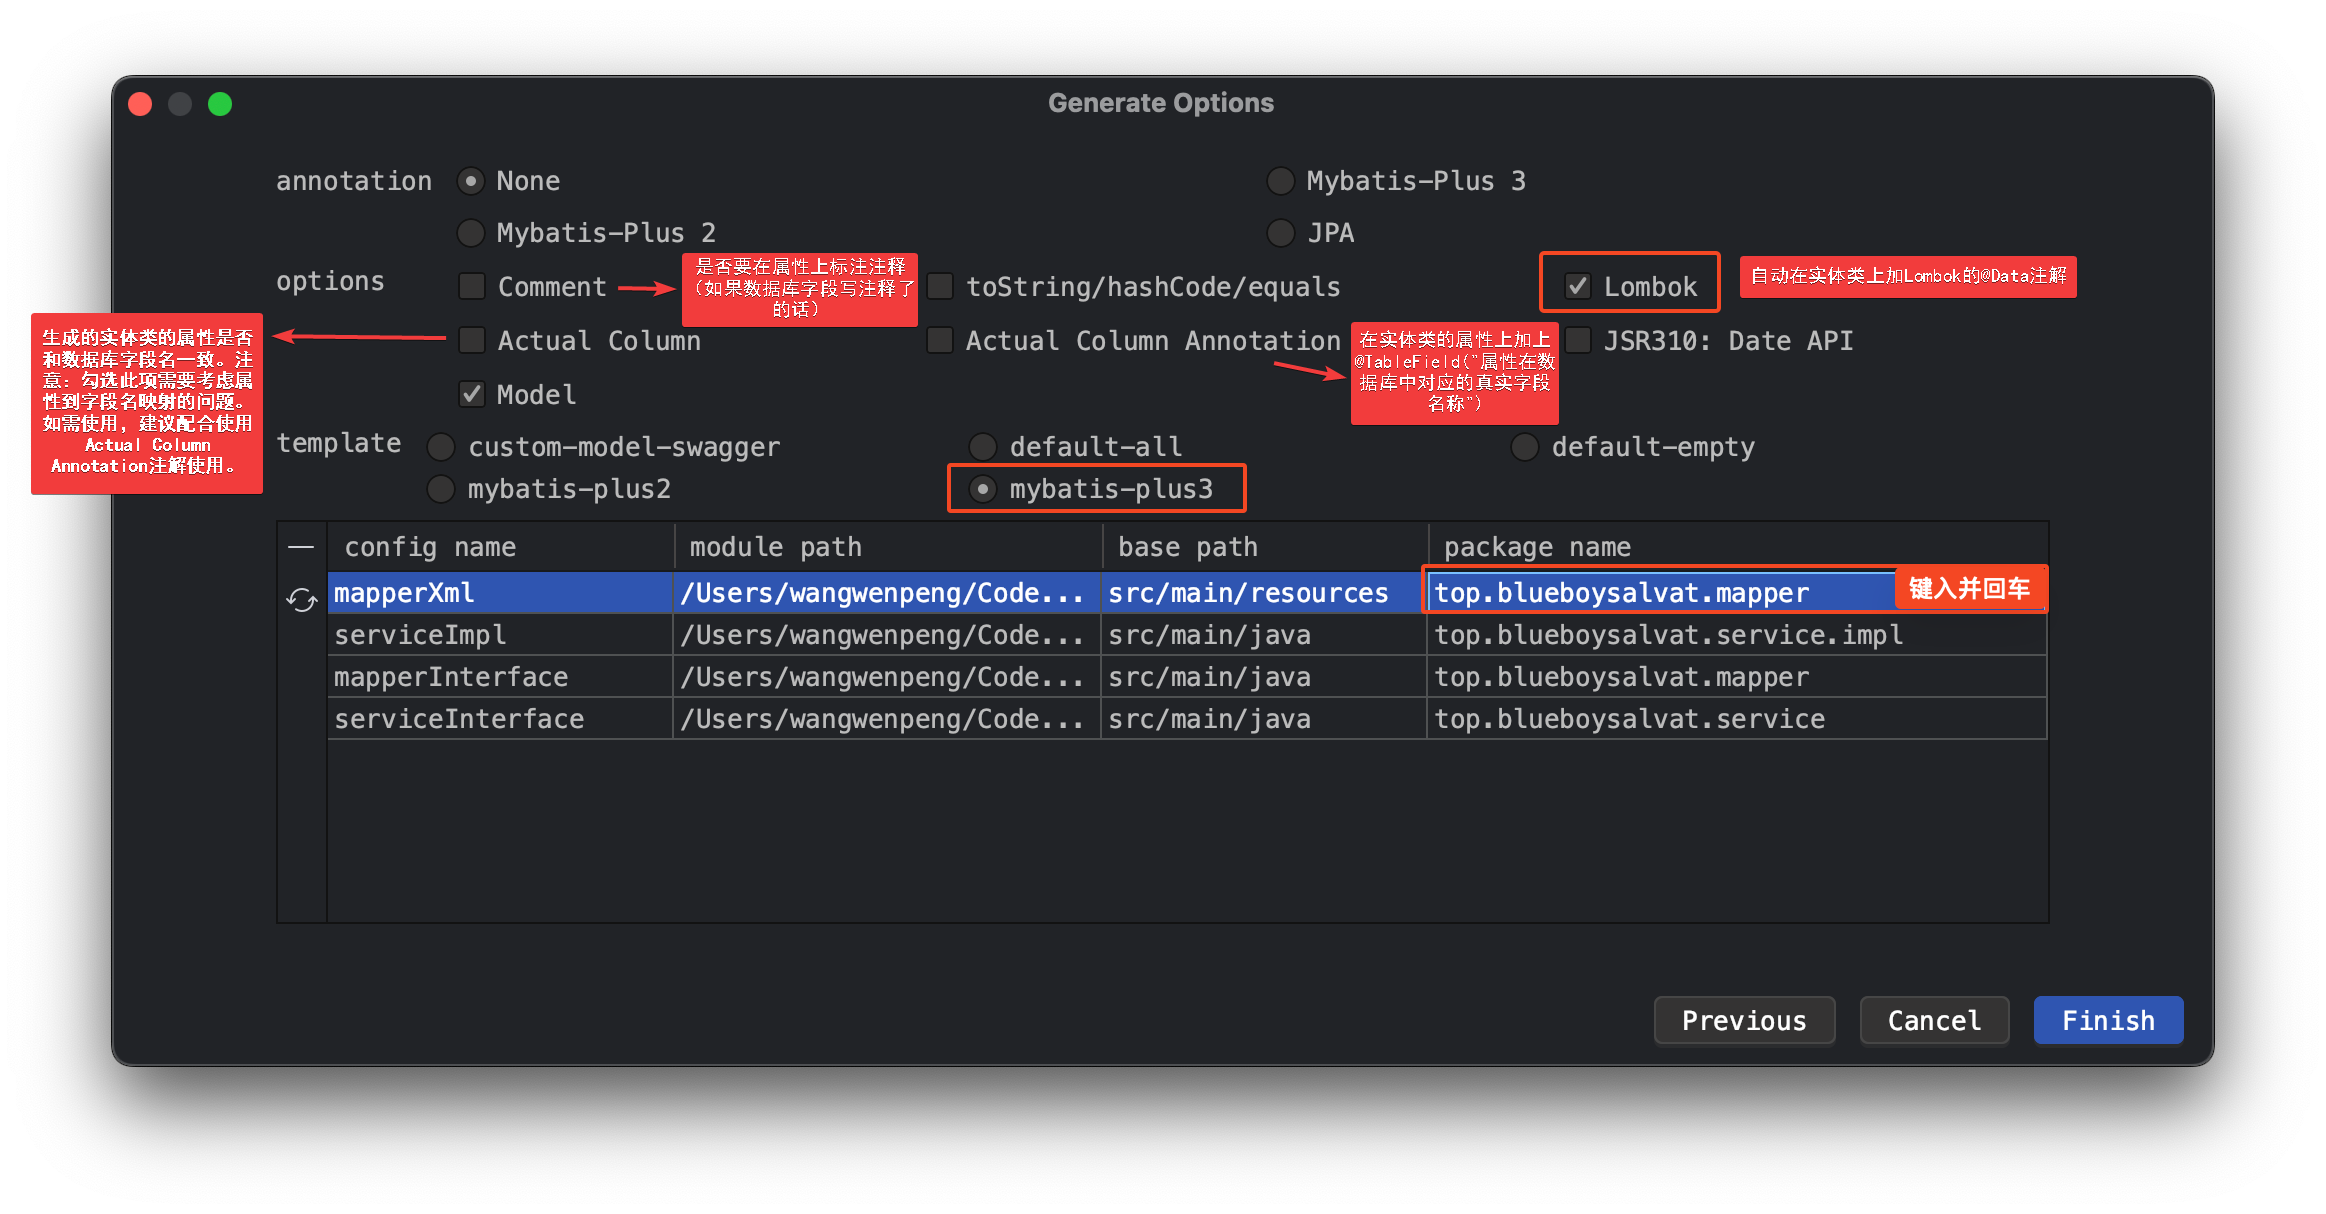 Generate Options
annotation None Mybatis-Plus 3
Mybatis-Plus 2 JPA
options Comment
是否要在属性上标注注释
（如果数据库字段写注释了
的话）
toString/hashCode/equals
Lombok
自动在实体类上加Lombok的@Data注解
生成的实体类的属性是否
和数据库字段名一致。注
意：勾选此项需要考虑属
性到字段名映射的问题。
如需使用，建议配合使用
Actual Column
Annotation注解使用。
Actual Column
Actual Column Annotation
在实体类的属性上加上
@TableField("属性在数
据库中对应的真实字段
名称")
JSR310: Date API
Model
template custom-model-swagger default-all default-empty
mybatis-plus2 mybatis-plus3
config name module path base path package name
mapperXml /Users/wangwenpeng/Code... src/main/resources top.blueboysalvat.mapper 键入并回车
serviceImpl /Users/wangwenpeng/Code... src/main/java top.blueboysalvat.service.impl
mapperInterface /Users/wangwenpeng/Code... src/main/java top.blueboysalvat.mapper
serviceInterface /Users/wangwenpeng/Code... src/main/java top.blueboysalvat.service
Previous Cancel Finish